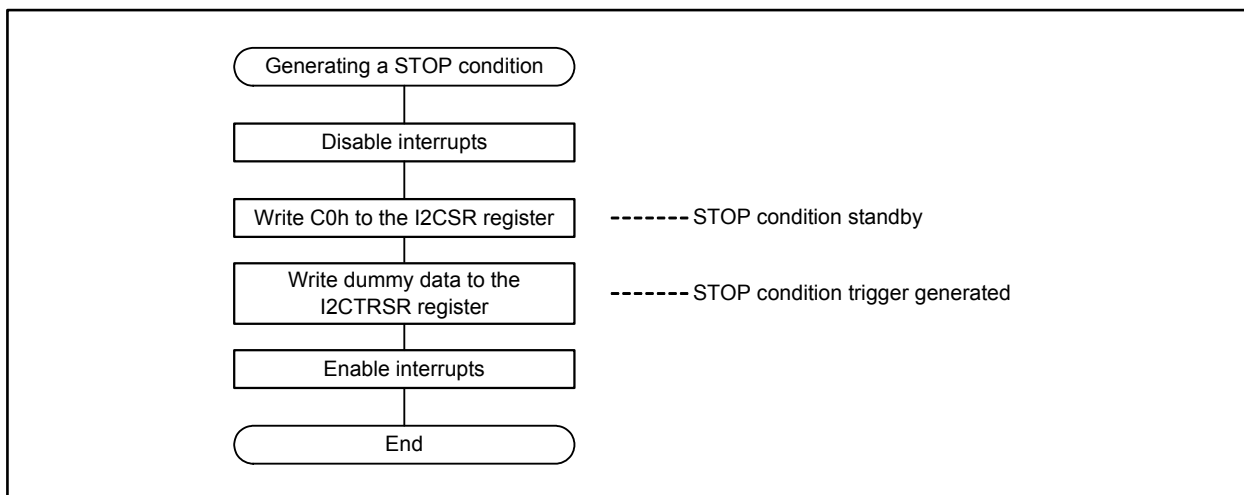 Generating a STOP condition
Disable interrupts
Write C0h to the I2CSR register
STOP condition standby
Write dummy data to the
I2CTRSR register
STOP condition trigger generated
Enable interrupts
End